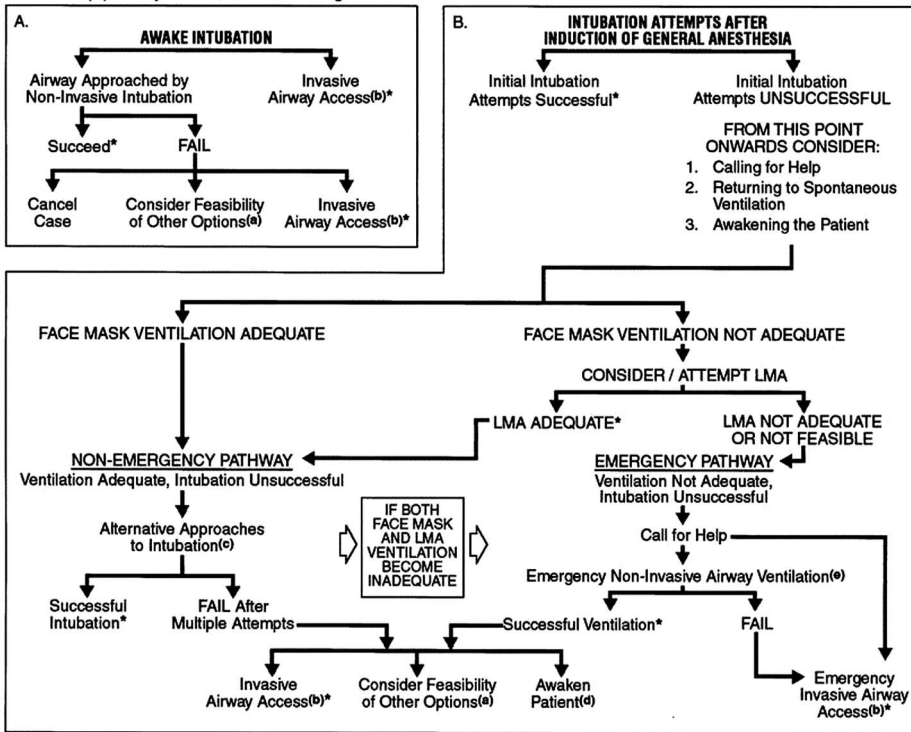 A.
AWAKE INTUBATION
Airway Approached by
Non-Invasive Intubation
Invasive
Airway Access(b)*
Succeed*
FAIL
Cancel
Case
Consider Feasibility
of Other Options(a)
Invasive
Airway Access(b)*
B.
INTUBATION ATTEMPTS AFTER
INDUCTION OF GENERAL ANESTHESIA
Initial Intubation
Attempts Successful*
Initial Intubation
Attempts UNSUCCESSFUL
FROM THIS POINT
ONWARDS CONSIDER:
1. Calling for Help
2. Returning to Spontaneous
Ventilation
3. Awakening the Patient
FACE MASK VENTILATION ADEQUATE
FACE MASK VENTILATION NOT ADEQUATE
CONSIDER / ATTEMPT LMA
LMA ADEQUATE*
LMA NOT ADEQUATE
OR NOT FEASIBLE
NON-EMERGENCY PATHWAY
Ventilation Adequate, Intubation Unsuccessful
EMERGENCY PATHWAY
Ventilation Not Adequate,
Intubation Unsuccessful
Alternative Approaches
to Intubation(c)
IF BOTH
FACE MASK
AND LMA
VENTILATION
BECOME
INADEQUATE
Call for Help
Emergency Non-Invasive Airway Ventilation(e)
Successful
Intubation*
FAIL After
Multiple Attempts
Successful Ventilation*
FAIL
Invasive
Airway Access(b)*
Consider Feasibility
of Other Options(a)
Awaken
Patient(d)
Emergency
Invasive Airway
Access(b)*